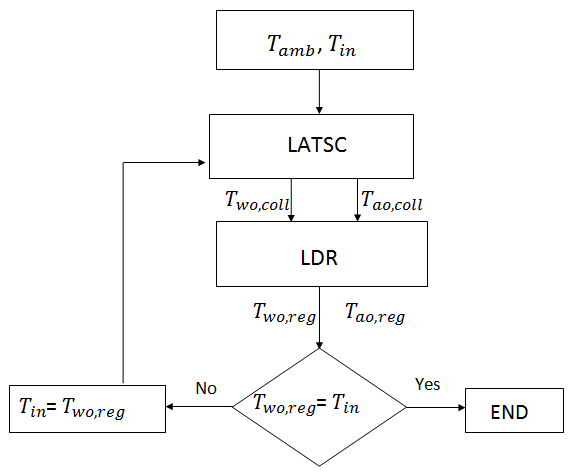 T_amb, T_in
LATSC
T_wo,coll T_ao,coll
LDR
T_wo,reg T_ao,reg
No
Yes
T_in= T_wo,reg
T_wo,reg= T_in
END